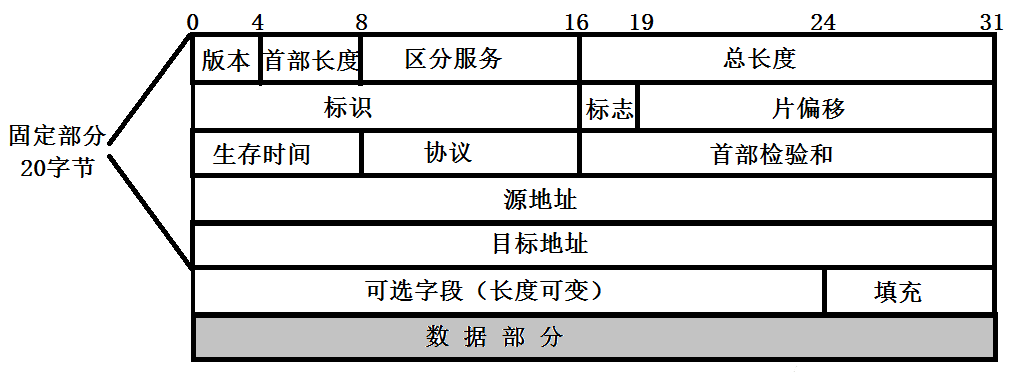 0 4 8 16 19 24 31
版本 首部长度 区分服务 总长度
标识 标志 片偏移
固定部分
20字节
生存时间 协议 首部检验和
源地址
目标地址
可选字段（长度可变） 填充
数据部分